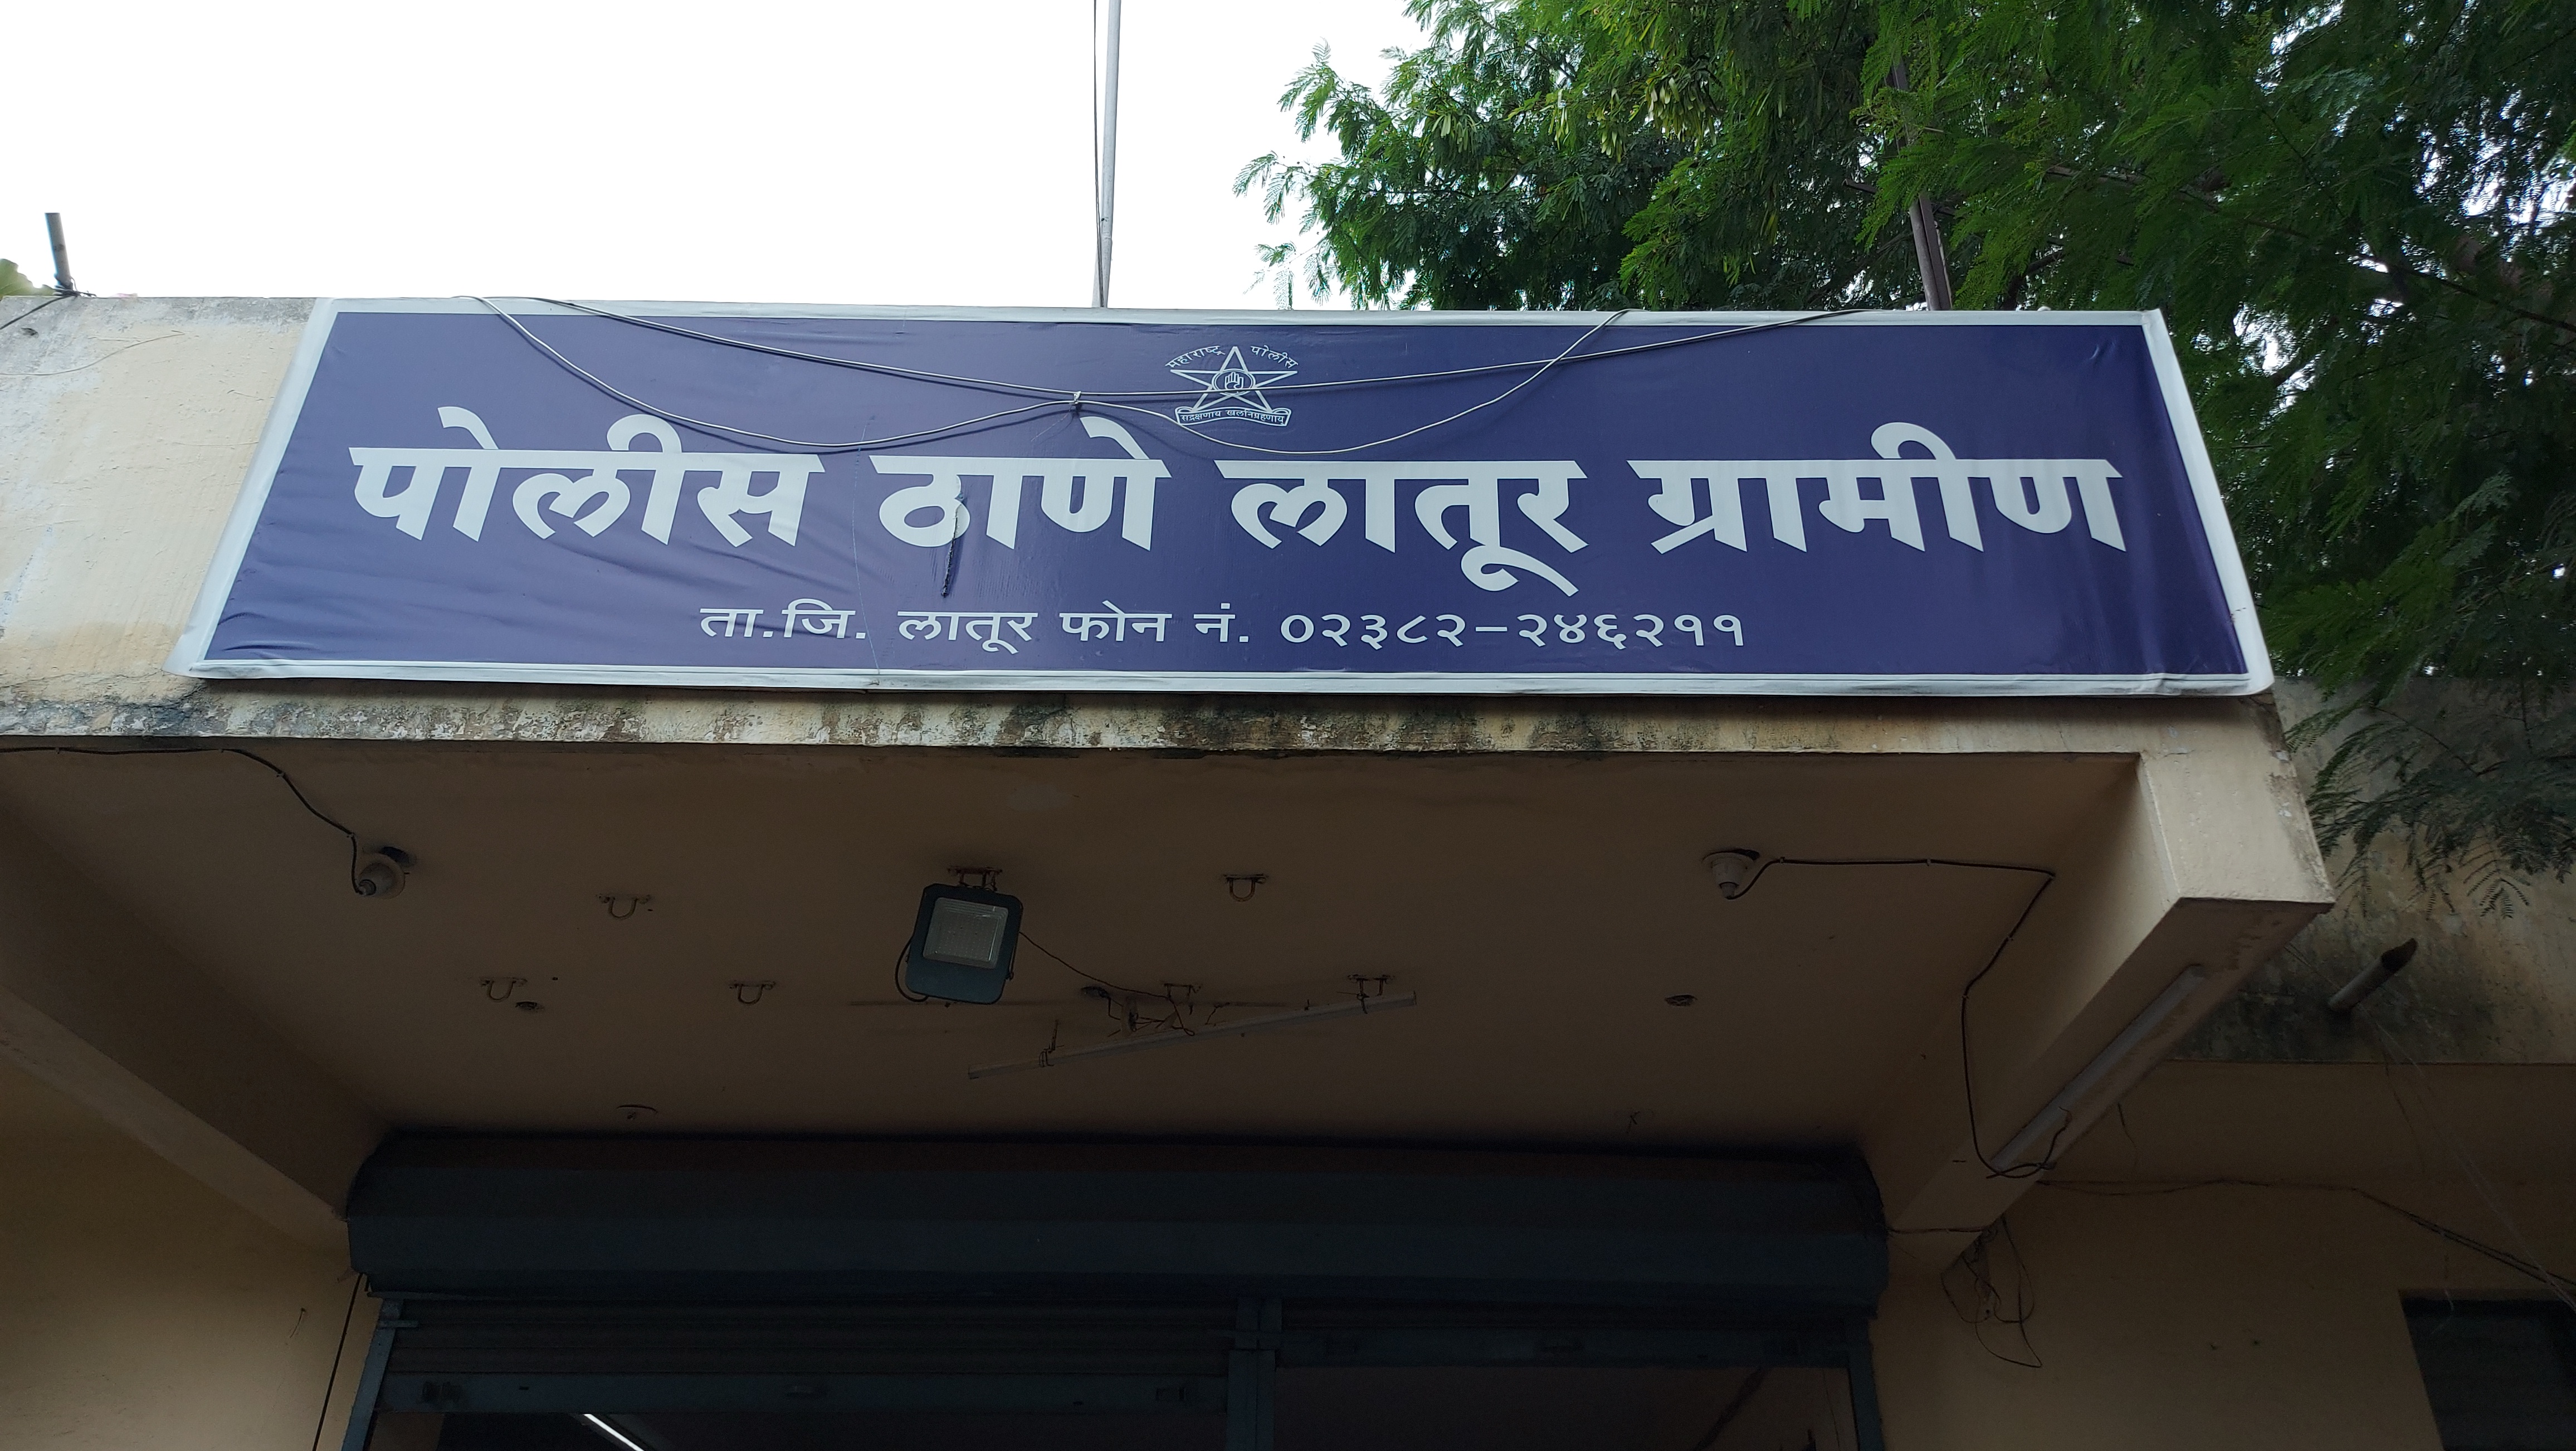 महाराष्ट्र पोलीस
सद्रक्षणाय खलनिग्रहणाय
पोलीस ठाणे लातूर ग्रामीण
ता.जि. लातूर फोन नं. ०२३८२-२४६२११